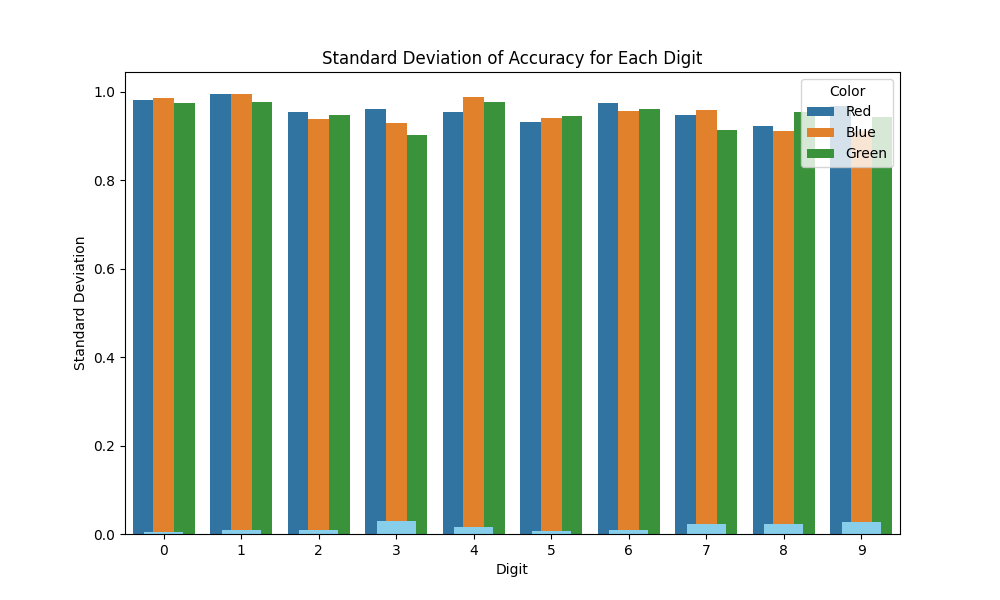 Standard Deviation of Accuracy for Each Digit
Color
Red
Blue
Green
Standard Deviation
1.0
0.8
0.6
0.4
0.2
0.0
0 1 2 3 4 5 6 7 8 9
Digit